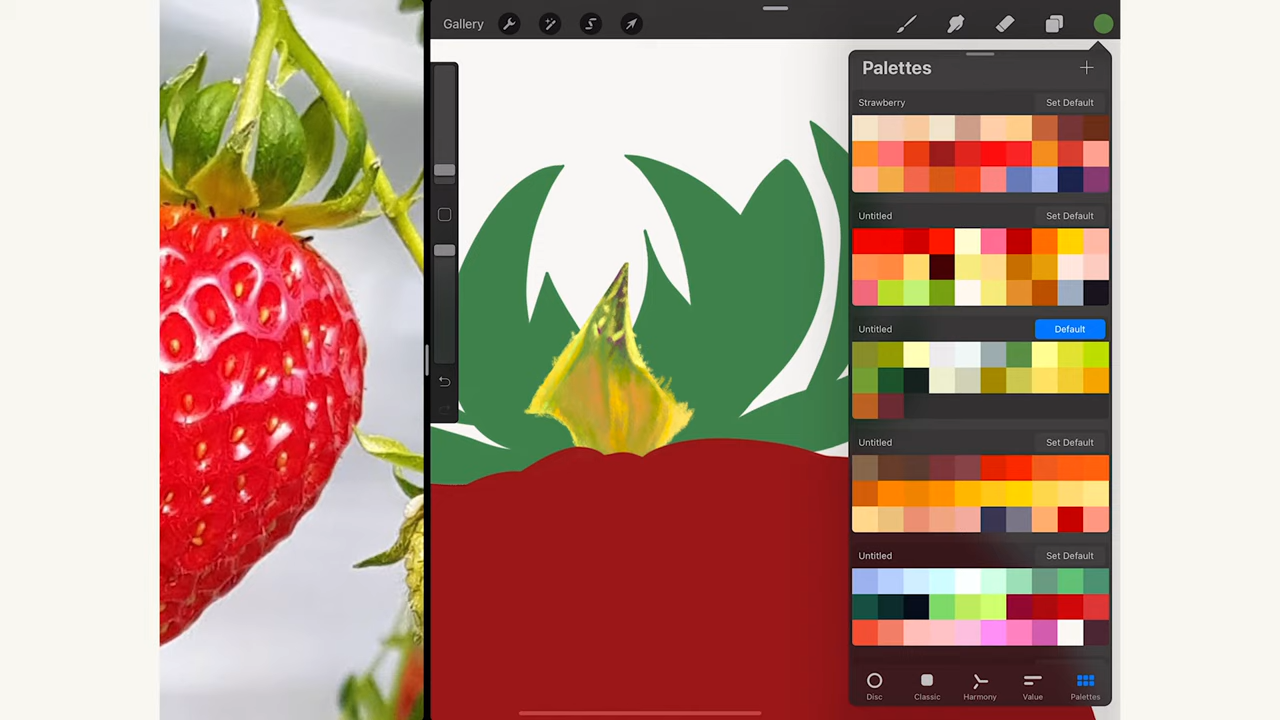 Gallery
Palettes
Strawberry Set Default
Untitled Set Default
Untitled Default
Untitled Set Default
Untitled Set Default
Disc Classic Harmony Value Palettes